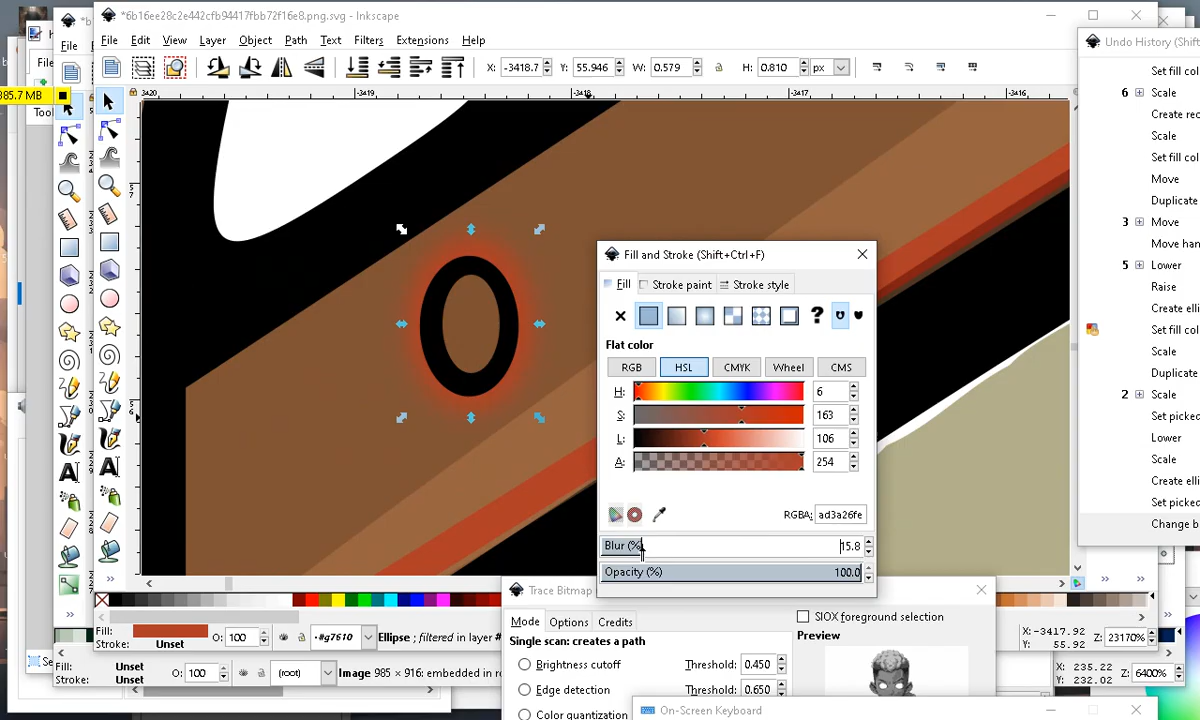 *6b16ee28c2e442cfb94417fbb72f16e8.png.svg - Inkscape
File Edit View Layer Object Path Text Filters Extensions Help
File
X: -3418.7 Y: 55.946 W: 0.579 H: 0.810 px
385.7 MB
-3419 -3418 -3417 -3416
Undo History (Shift
Set fill col
6 Scale
Create rec
Scale
Set fill col
Move
Duplicate
3 Move
Move han
5 Lower
Raise
Create elli
Set fill col
Scale
Duplicate
2 Scale
Set picked
Lower
Scale
Create elli
Set picked
Change b
Fill and Stroke (Shift+Ctrl+F)
Fill Stroke paint Stroke style
Flat color
RGB HSL CMYK Wheel CMS
H: 6
S: 163
L: 106
A: 254
RGBA: ad3a26fe
Blur (%) 15.8
Opacity (%) 100.0
Trace Bitmap
Mode Options Credits
SIOX foreground selection
Single scan: creates a path
Preview
Brightness cutoff Threshold: 0.450
Edge detection Threshold: 0.650
Color quantization
Fill:
Stroke: Unset
O: 100
•#g7610
Ellipse ; filtered in layer #
X: -3417.92
Y: 55.92
Z: 23170%
Fill: Unset
Stroke: Unset
O: 100
(root)
Image 985 × 916: embedded in ro
X: 235.22
Y: 232.02
Z: 6400%
On-Screen Keyboard